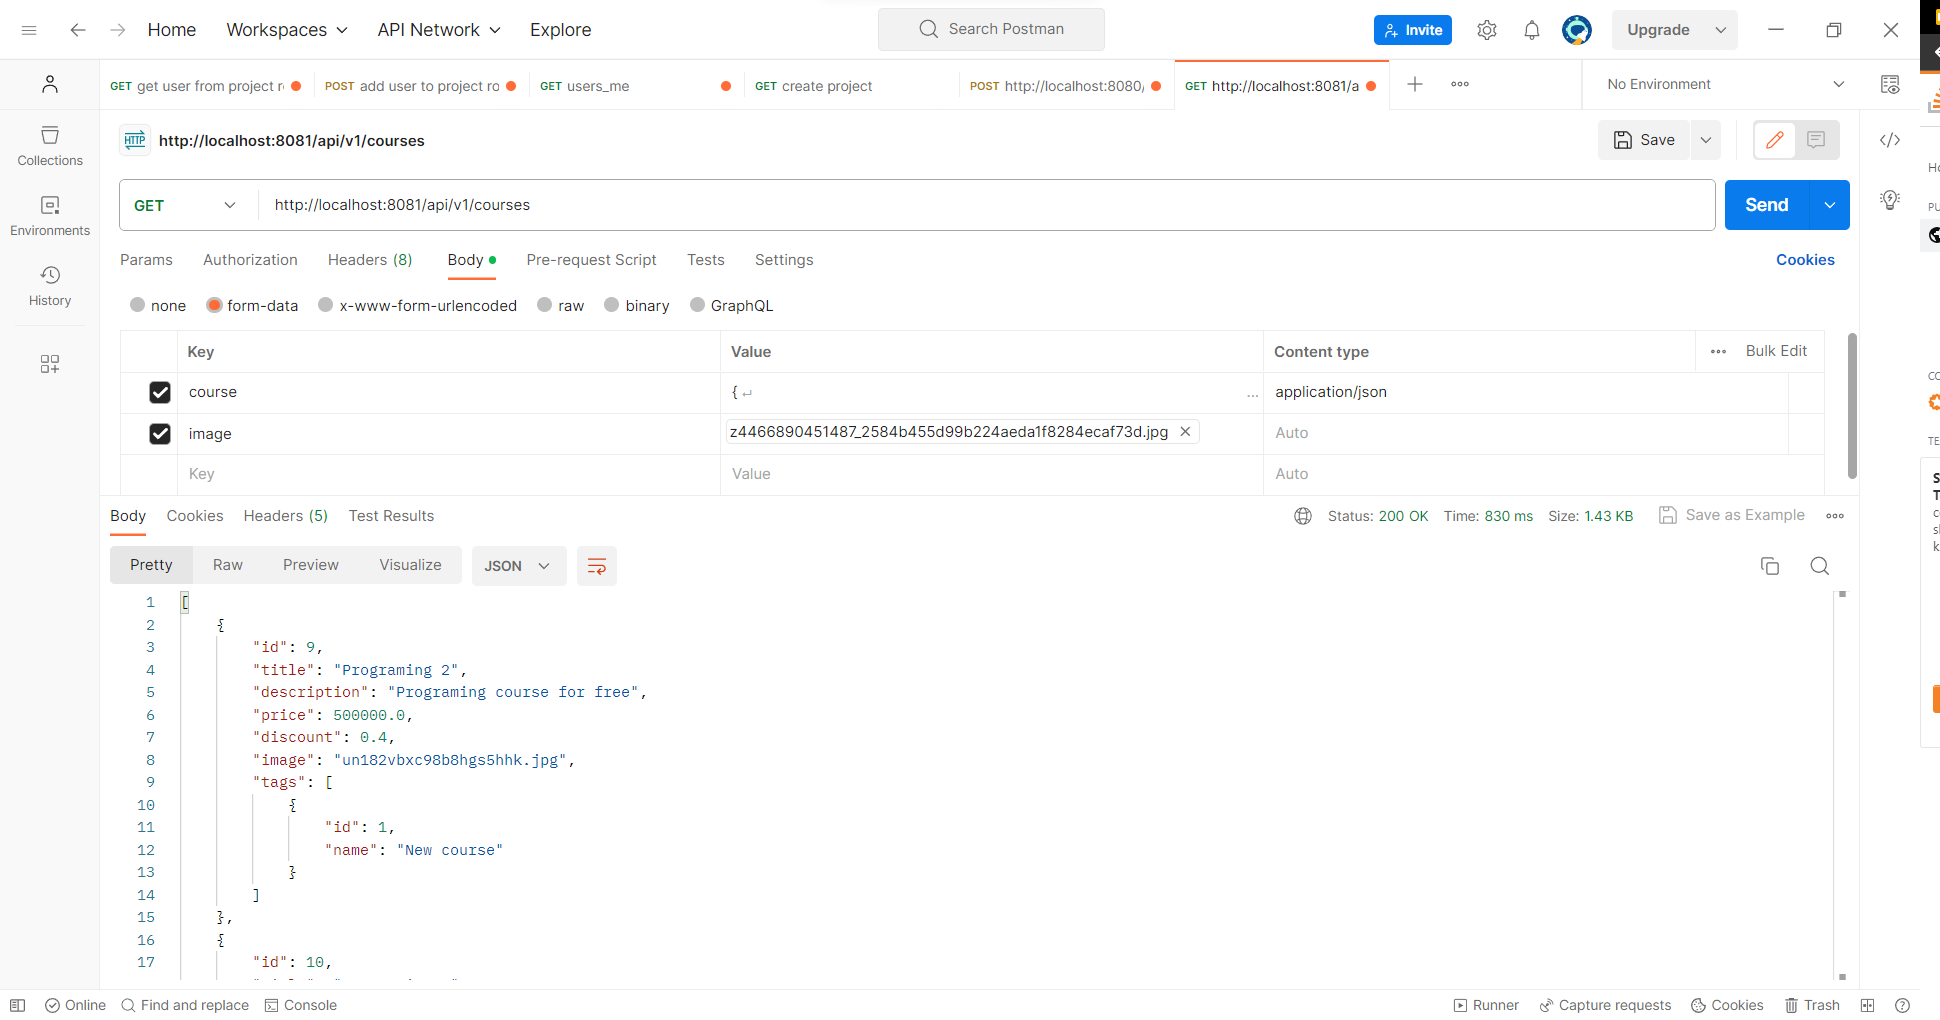 Home Workspaces API Network Explore Search Postman Invite Upgrade
GET get user from project r POST add user to project ro GET users_me GET create project POST http://localhost:8080/ GET http://localhost:8081/a No Environment
HTTP http://localhost:8081/api/v1/courses Save
Collections
Environments
History
GET http://localhost:8081/api/v1/courses Send
Params Authorization Headers (8) Body Pre-request Script Tests Settings Cookies
none form-data x-www-form-urlencoded raw binary GraphQL
Key Value Content type Bulk Edit
course { ↵ ... application/json
image z4466890451487_2584b455d99b224aeda1f8284ecaf73d.jpg Auto
Key Value Auto
Body Cookies Headers (5) Test Results Status: 200 OK Time: 830 ms Size: 1.43 KB Save as Example
Pretty Raw Preview Visualize JSON
1 [
2 {
3 "id": 9,
4 "title": "Programing 2",
5 "description": "Programing course for free",
6 "price": 500000.0,
7 "discount": 0.4,
8 "image": "un182vbxc98b8hgs5hhk.jpg",
9 "tags": [
10 {
11 "id": 1,
12 "name": "New course"
13 }
14 ]
15 },
16 {
17 "id": 10,
Online Find and replace Console Runner Capture requests Cookies Trash